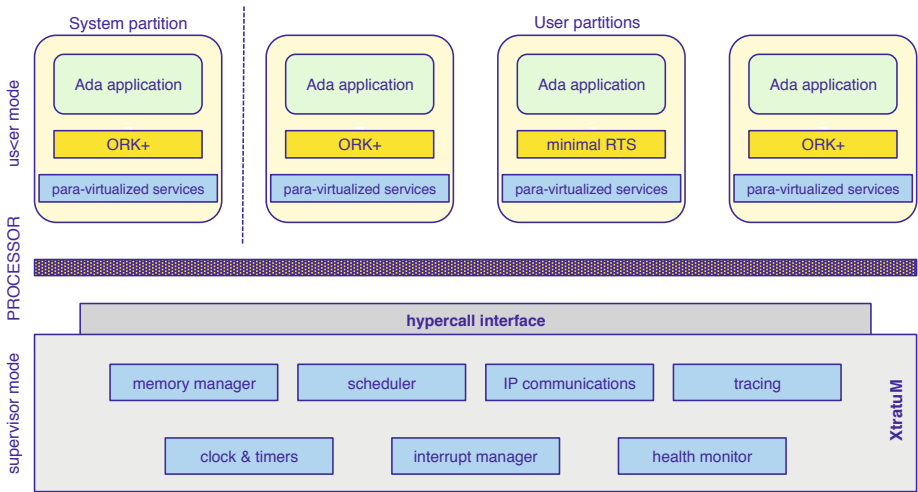 System partition
User partitions
us<er mode
Ada application
Ada application
Ada application
Ada application
ORK+
ORK+
minimal RTS
ORK+
para-virtualized services
para-virtualized services
para-virtualized services
para-virtualized services
PROCESSOR
hypercall interface
supervisor mode
memory manager
scheduler
IP communications
tracing
XtratuM
clock & timers
interrupt manager
health monitor